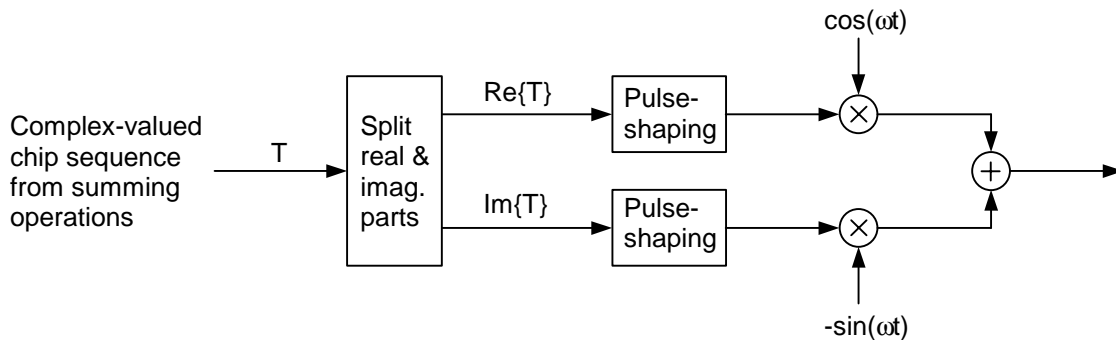 cos(ωt)
Complex-valued
chip sequence
from summing
operations
T
Split
real &
imag.
parts
Re{T}
Pulse-
shaping
Im{T}
Pulse-
shaping
-sin(ωt)